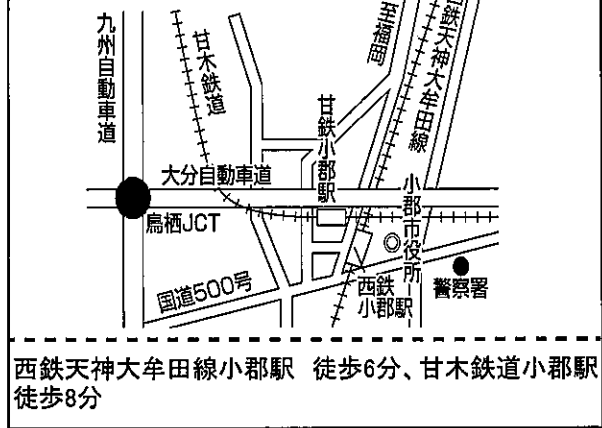 九州自動車道
甘木鉄道
至福岡
西鉄天神大牟田線
甘鉄小郡駅
大分自動車道
鳥栖JCT
小郡市役所
国道500号
西鉄
小郡駅
警察署
西鉄天神大牟田線小郡駅 徒歩6分、甘木鉄道小郡駅
徒歩8分